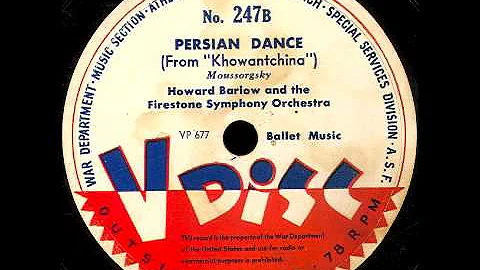 WAR DEPARTMENT · MUSIC SECTION · SPECIAL SERVICES DIVISION · A.S.F.
No. 247B
PERSIAN DANCE
(From "Khowantchina")
Moussorgsky
Howard Barlow and the
Firestone Symphony Orchestra
VP 677 Ballet Music
V DISC
78 RPM
This record is the property of the War Department
of the United States and use for radio or
commercial purposes is prohibited.